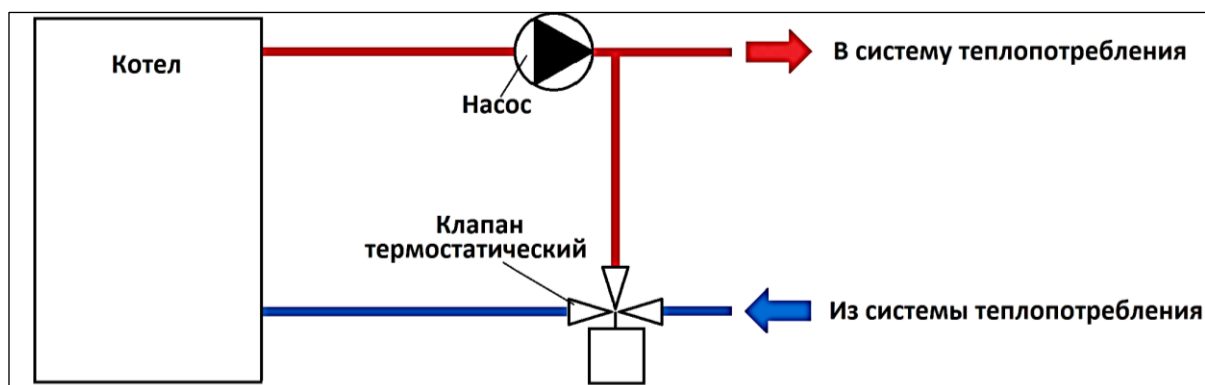 Котел
В систему теплопотребления
Насос
Клапан
термостатический
Из системы теплопотребления